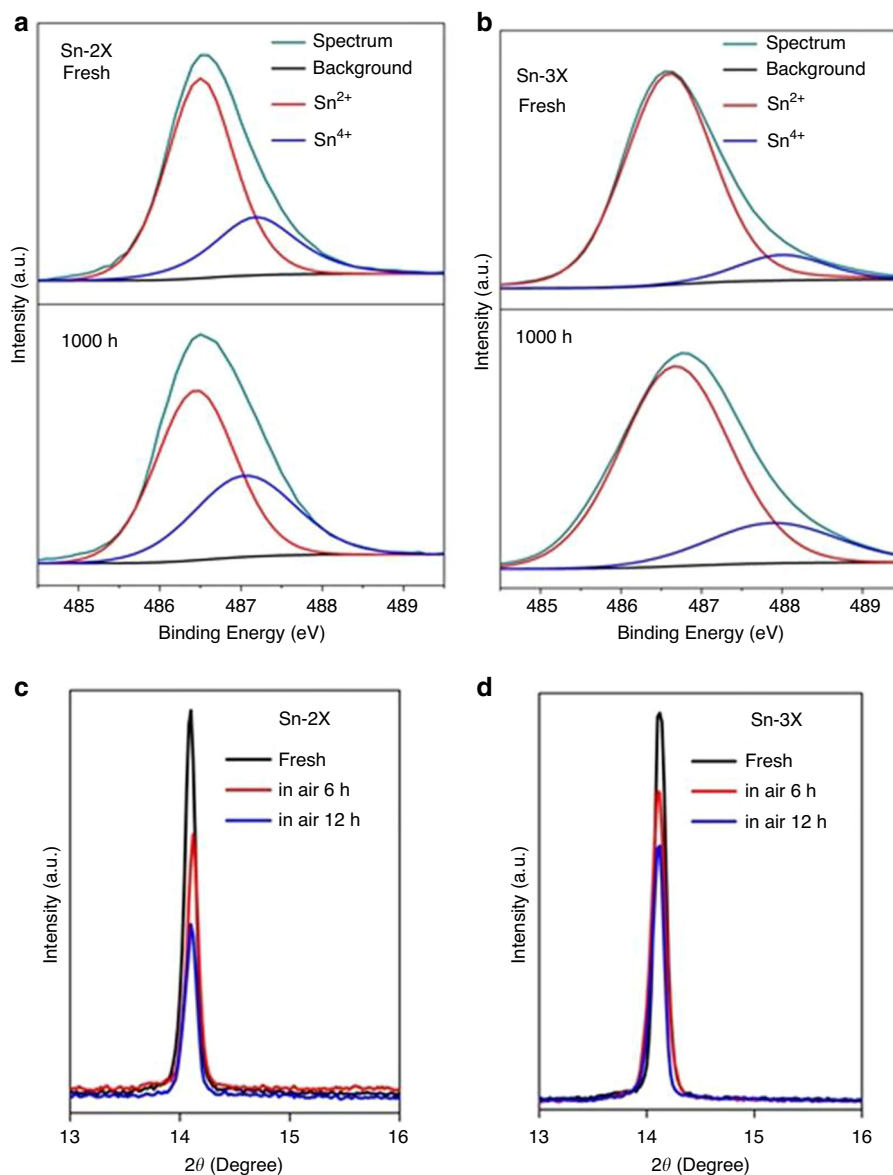 a
Sn-2X
Fresh
Spectrum
Background
Sn²⁺
Sn⁴⁺
1000 h
Intensity (a.u.)
485 486 487 488 489
Binding Energy (eV)
b
Sn-3X
Fresh
Spectrum
Background
Sn²⁺
Sn⁴⁺
1000 h
Intensity (a.u.)
485 486 487 488 489
Binding Energy (eV)
c
Sn-2X
Fresh
in air 6 h
in air 12 h
Intensity (a.u.)
13 14 15 16
2θ (Degree)
d
Sn-3X
Fresh
in air 6 h
in air 12 h
Intensity (a.u.)
13 14 15 16
2θ (Degree)